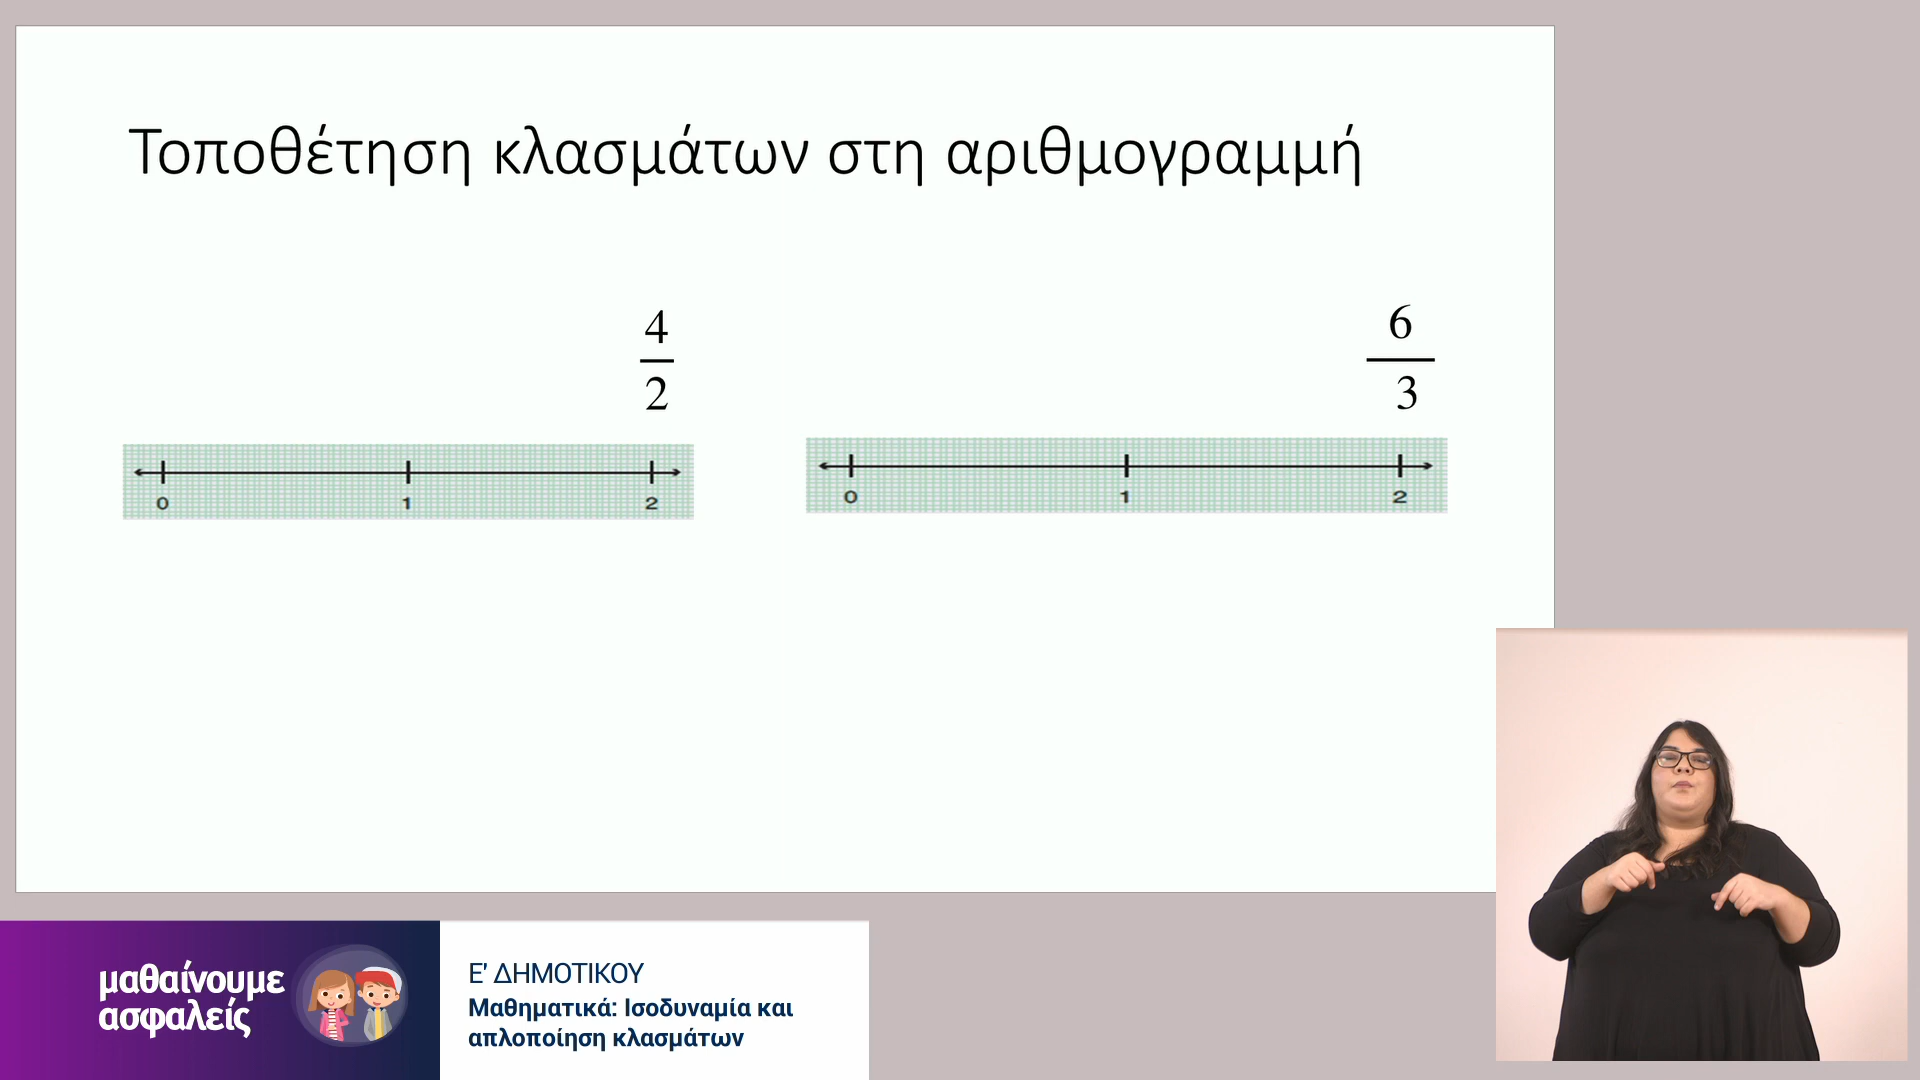 Τοποθέτηση κλασμάτων στη αριθμογραμμή
4
2
6
3
0 1 2
0 1 2
μαθαίνουμε
ασφαλείς
Ε' ΔΗΜΟΤΙΚΟΥ
Μαθηματικά: Ισοδυναμία και
απλοποίηση κλασμάτων